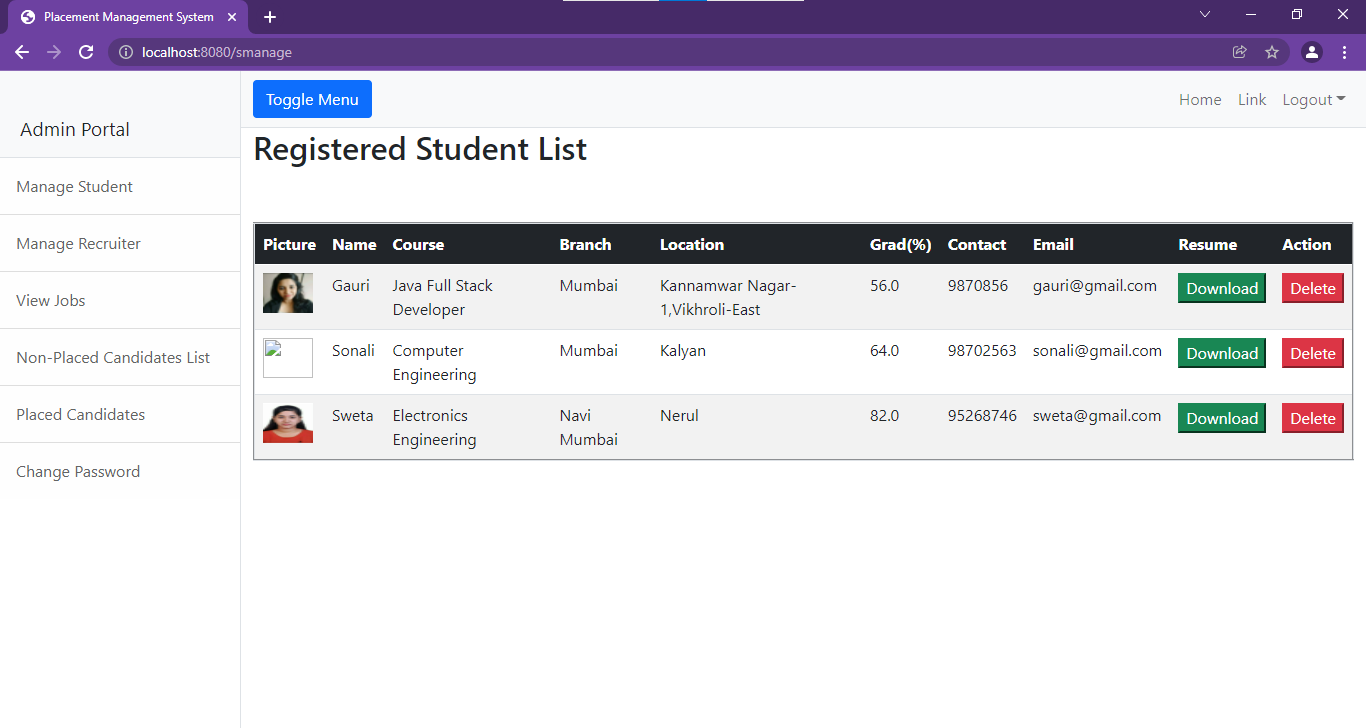 Placement Management System
localhost:8080/smanage
Admin Portal
Manage Student
Manage Recruiter
View Jobs
Non-Placed Candidates List
Placed Candidates
Change Password
Toggle Menu
Home Link Logout
Registered Student List
Picture Name Course Branch Location Grad(%) Contact Email Resume Action
Gauri Java Full Stack Mumbai Kannamwar Nagar- 56.0 9870856 gauri@gmail.com Download Delete
Developer 1,Vikhroli-East
Sonali Computer Mumbai Kalyan 64.0 98702563 sonali@gmail.com Download Delete
Engineering
Sweta Electronics Navi Nerul 82.0 95268746 sweta@gmail.com Download Delete
Engineering Mumbai